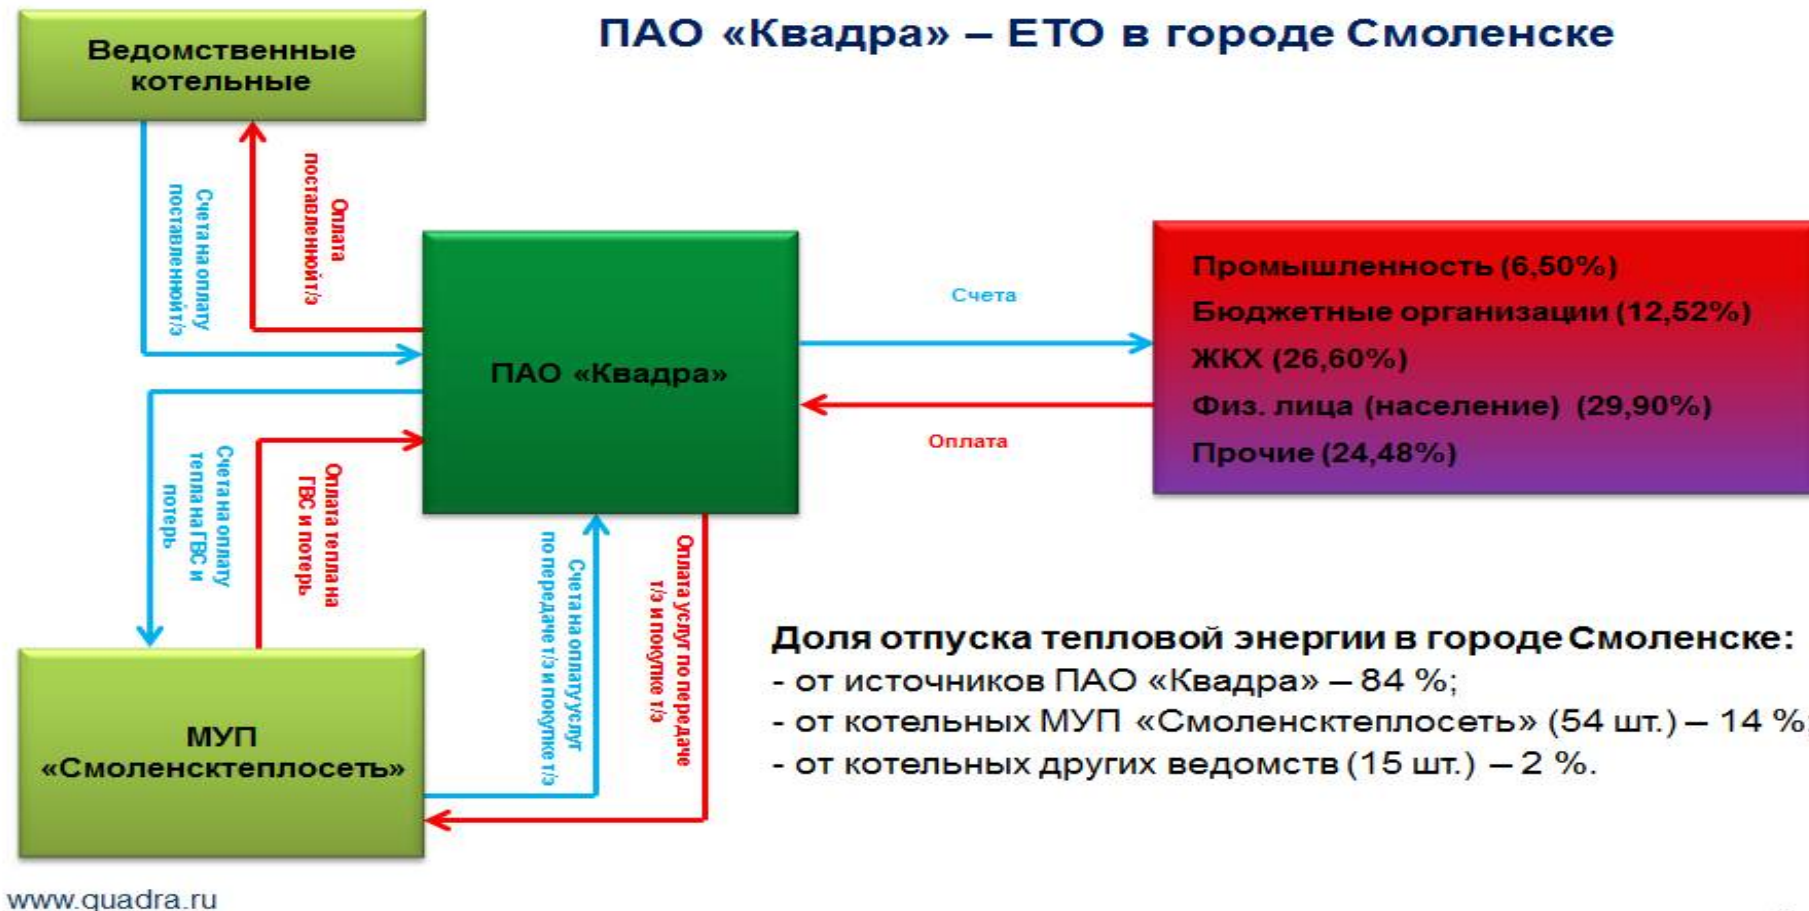 ПАО «Квадра» – ЕТО в городе Смоленске
Ведомственные
котельные
Счета на оплату
поставленной т/э
Оплата
поставленной т/э
ПАО «Квадра»
Счета
Оплата
Промышленность (6,50%)
Бюджетные организации (12,52%)
ЖКХ (26,60%)
Физ. лица (население) (29,90%)
Прочие (24,48%)
Счета на оплату
тепла на ГВС и
потерь
Оплата тепла на
ГВС и потерь
Счета на оплату услуг
по передаче т/э и покупке т/э
Оплата услуг по передаче
т/э и покупке т/э
МУП
«Смоленсктеплосеть»
Доля отпуска тепловой энергии в городе Смоленске:
- от источников ПАО «Квадра» – 84 %;
- от котельных МУП «Смоленсктеплосеть» (54 шт.) – 14 %;
- от котельных других ведомств (15 шт.) – 2 %.
www.quadra.ru